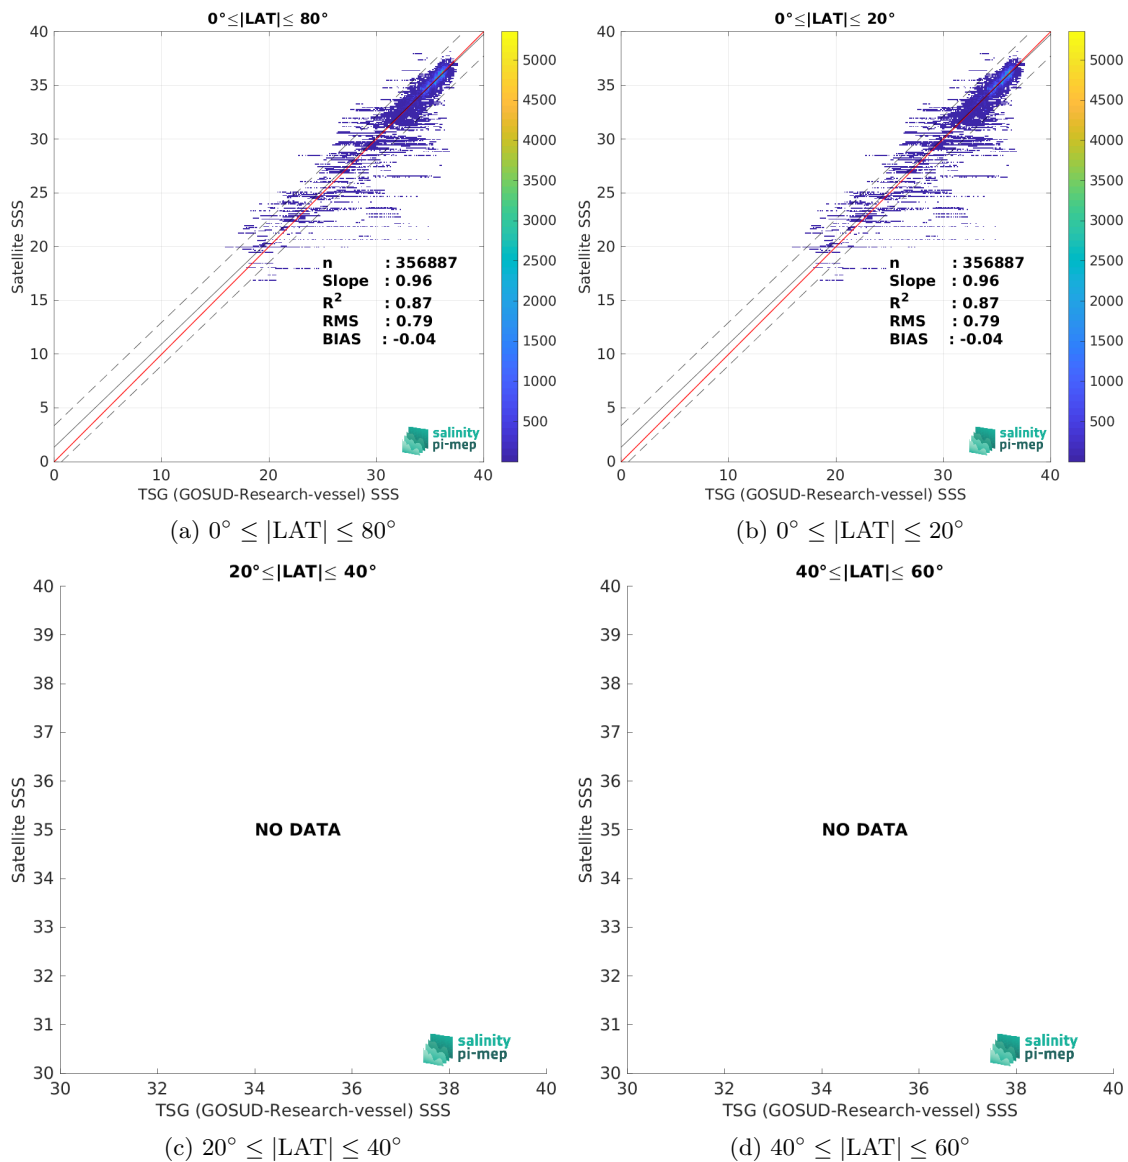 0°≤|LAT|≤ 80°
40
35
30
25
20
15
10
5
0
Satellite SSS
0
10
20
30
40
TSG (GOSUD-Research-vessel) SSS
5000
4500
4000
3500
3000
2500
2000
1500
1000
500
n : 356887
Slope : 0.96
R² : 0.87
RMS : 0.79
BIAS : -0.04
salinity
pi-mep
(a) 0° ≤ |LAT| ≤ 80°
0°≤|LAT|≤ 20°
40
35
30
25
20
15
10
5
0
Satellite SSS
0
10
20
30
40
TSG (GOSUD-Research-vessel) SSS
5000
4500
4000
3500
3000
2500
2000
1500
1000
500
n : 356887
Slope : 0.96
R² : 0.87
RMS : 0.79
BIAS : -0.04
salinity
pi-mep
(b) 0° ≤ |LAT| ≤ 20°
20°≤|LAT|≤ 40°
40
39
38
37
36
35
34
33
32
31
30
Satellite SSS
NO DATA
salinity
pi-mep
30
32
34
36
38
40
TSG (GOSUD-Research-vessel) SSS
(c) 20° ≤ |LAT| ≤ 40°
40°≤|LAT|≤ 60°
40
39
38
37
36
35
34
33
32
31
30
Satellite SSS
NO DATA
salinity
pi-mep
30
32
34
36
38
40
TSG (GOSUD-Research-vessel) SSS
(d) 40° ≤ |LAT| ≤ 60°